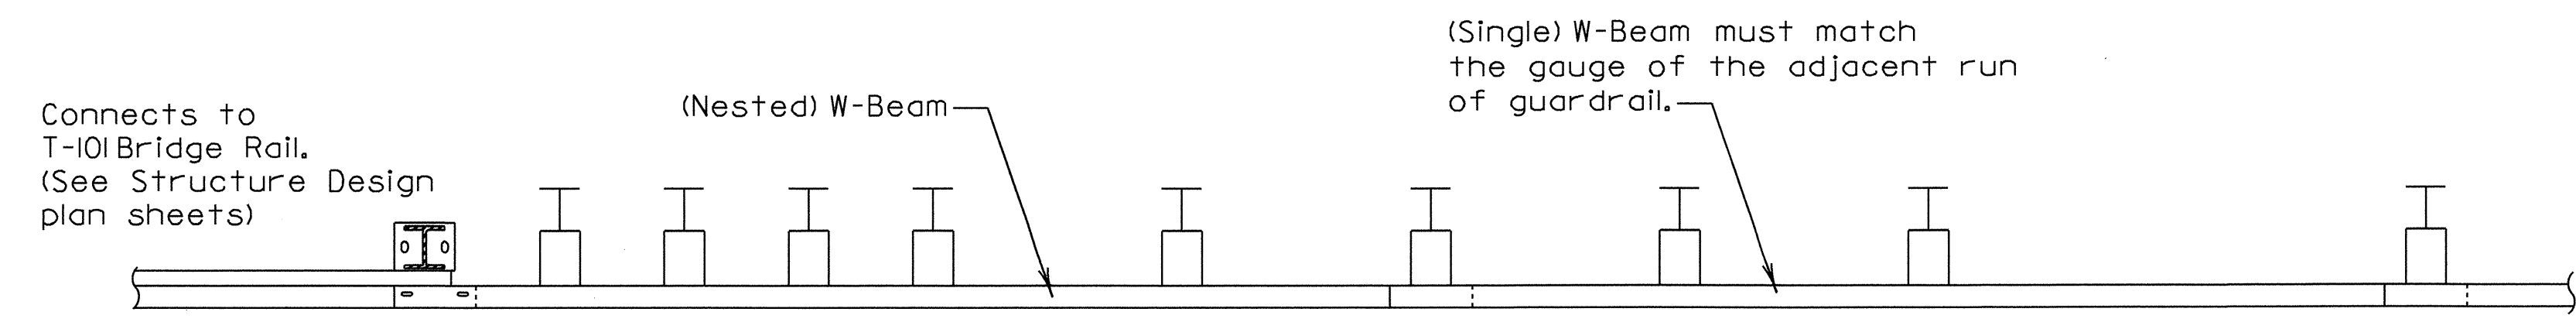 Connects to
T-101 Bridge Rail.
(See Structure Design
plan sheets)
(Nested) W-Beam
(Single) W-Beam must match
the gauge of the adjacent run
of guardrail.